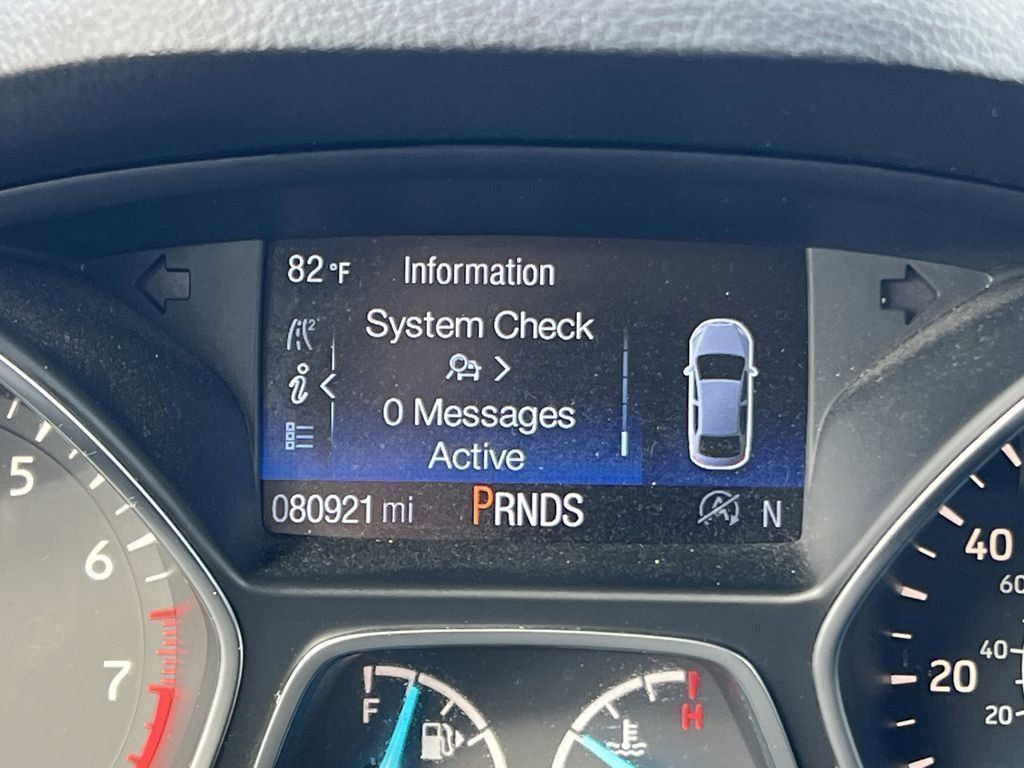 82 °F Information
System Check
0 Messages
Active
080921 mi PRNDS N
5
6
7
F
H
40
60
20
40
20